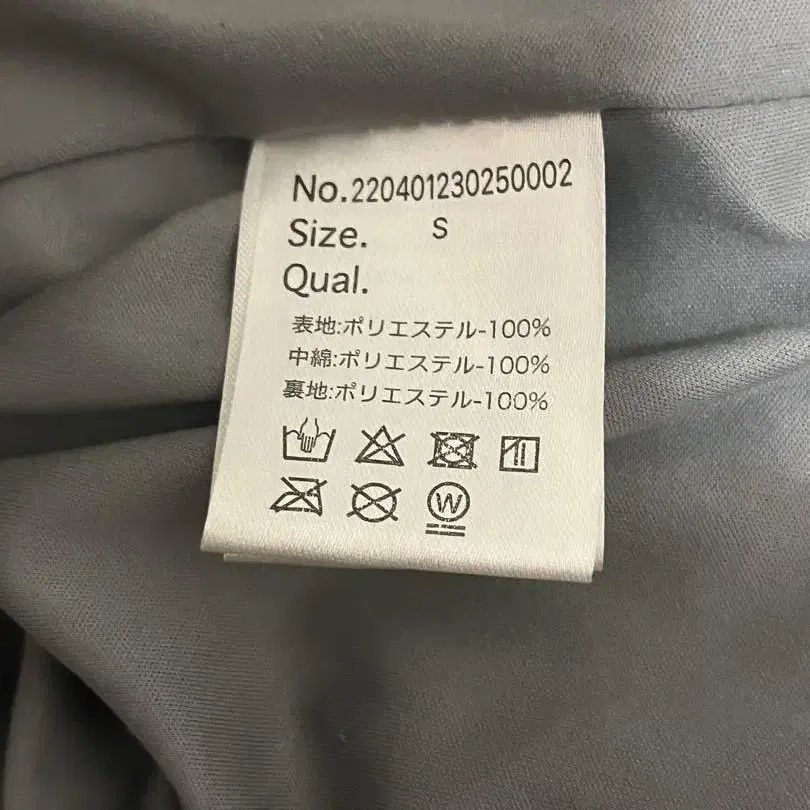 No.220401230250002
Size. S
Qual.
表地:ポリエステル-100%
中綿:ポリエステル-100%
裏地:ポリエステル-100%
W